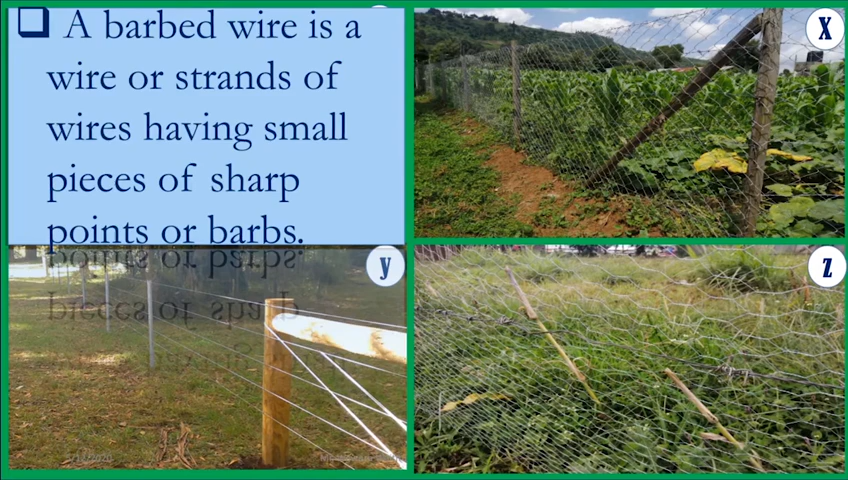 ❑ A barbed wire is a
wire or strands of
wires having small
pieces of sharp
points or barbs.
X
y
Z